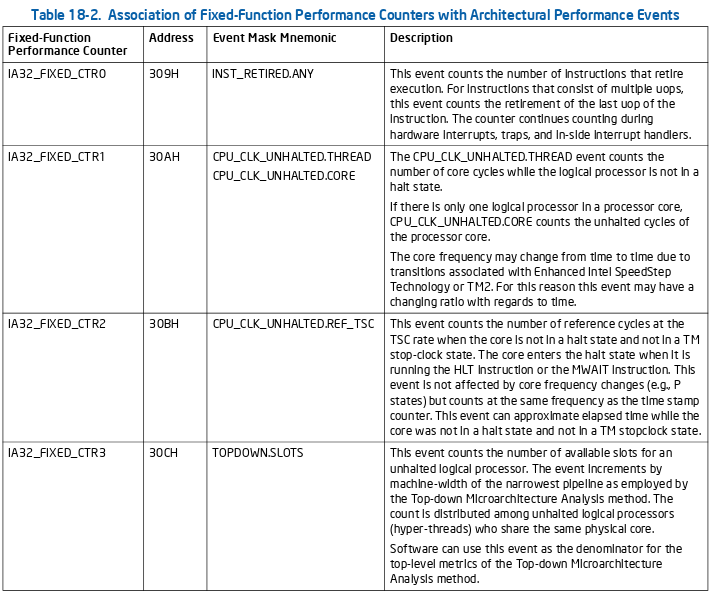 Table 18-2. Association of Fixed-Function Performance Counters with Architectural Performance Events
Fixed-Function
Performance Counter
Address
Event Mask Mnemonic
Description
IA32_FIXED_CTR0
309H
INST_RETIRED.ANY
This event counts the number of instructions that retire
execution. For instructions that consist of multiple uops,
this event counts the retirement of the last uop of the
instruction. The counter continues counting during
hardware interrupts, traps, and in-side interrupt handlers.
IA32_FIXED_CTR1
30AH
CPU_CLK_UNHALTED.THREAD
CPU_CLK_UNHALTED.CORE
The CPU_CLK_UNHALTED.THREAD event counts the
number of core cycles while the logical processor is not in a
halt state.
If there is only one logical processor in a processor core,
CPU_CLK_UNHALTED.CORE counts the unhalted cycles of
the processor core.
The core frequency may change from time to time due to
transitions associated with Enhanced Intel SpeedStep
Technology or TM2. For this reason this event may have a
changing ratio with regards to time.
IA32_FIXED_CTR2
30BH
CPU_CLK_UNHALTED.REF_TSC
This event counts the number of reference cycles at the
TSC rate when the core is not in a halt state and not in a TM
stop-clock state. The core enters the halt state when it is
running the HLT instruction or the MWAIT instruction. This
event is not affected by core frequency changes (e.g., P
states) but counts at the same frequency as the time stamp
counter. This event can approximate elapsed time while the
core was not in a halt state and not in a TM stopclock state.
IA32_FIXED_CTR3
30CH
TOPDOWN.SLOTS
This event counts the number of available slots for an
unhalted logical processor. The event increments by
machine-width of the narrowest pipeline as employed by
the Top-down Microarchitecture Analysis method. The
count is distributed among unhalted logical processors
(hyper-threads) who share the same physical core.
Software can use this event as the denominator for the
top-level metrics of the Top-down Microarchitecture
Analysis method.